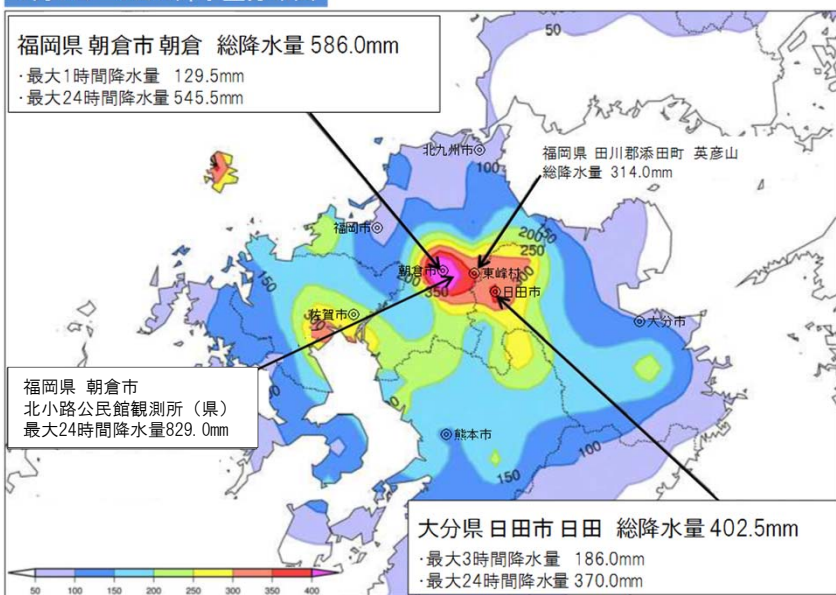 50
福岡県 朝倉市 朝倉 総降水量 586.0mm
・最大1時間降水量 129.5mm
・最大24時間降水量 545.5mm
北九州市
100
福岡県 田川郡添田町 英彦山
総降水量 314.0mm
福岡市
200
250
150
朝倉市
東峰村
350
日田市
佐賀市
大分市
福岡県 朝倉市
北小路公民館観測所（県）
最大24時間降水量829.0mm
熊本市
100
150
大分県 日田市 日田 総降水量 402.5mm
・最大3時間降水量 186.0mm
・最大24時間降水量 370.0mm
50 100 150 200 250 300 350 400